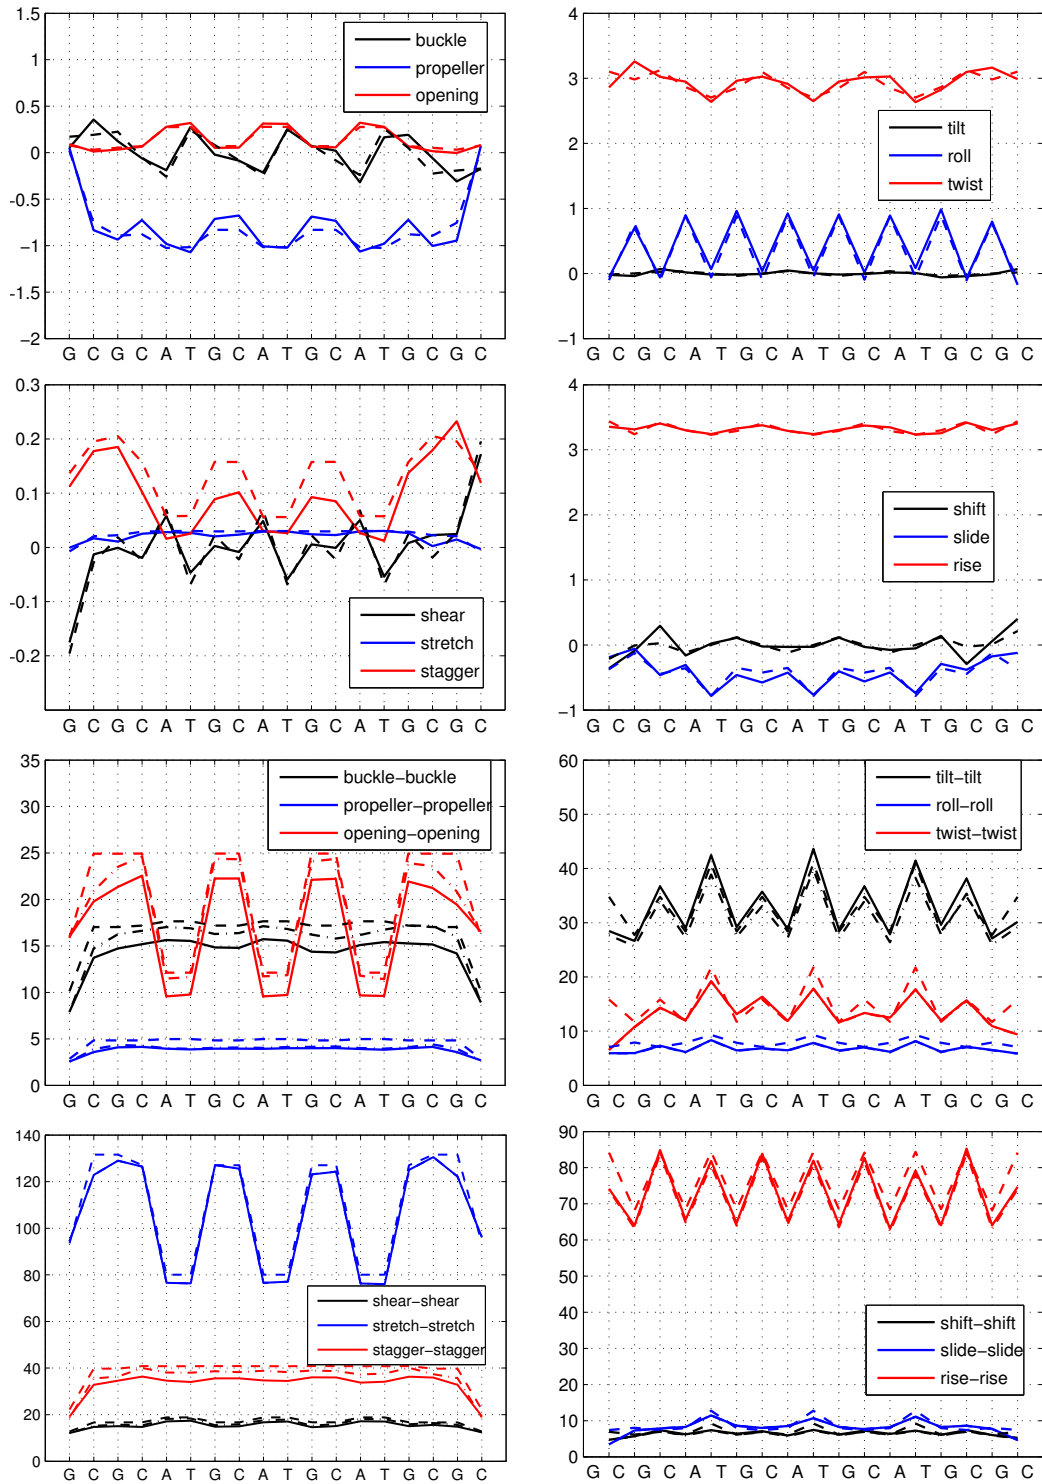 1.5
1
0.5
0
-0.5
-1
-1.5
-2
buckle
propeller
opening
G C G C A T G C A T G C A T G C G C
4
3
2
1
0
-1
tilt
roll
twist
G C G C A T G C A T G C A T G C G C
0.3
0.2
0.1
0
-0.1
-0.2
shear
stretch
stagger
G C G C A T G C A T G C A T G C G C
4
3
2
1
0
-1
shift
slide
rise
G C G C A T G C A T G C A T G C G C
35
30
25
20
15
10
5
0
buckle-buckle
propeller-propeller
opening-opening
G C G C A T G C A T G C A T G C G C
60
50
40
30
20
10
0
tilt-tilt
roll-roll
twist-twist
G C G C A T G C A T G C A T G C G C
140
120
100
80
60
40
20
0
shear-shear
stretch-stretch
stagger-stagger
G C G C A T G C A T G C A T G C G C
90
80
70
60
50
40
30
20
10
0
shift-shift
slide-slide
rise-rise
G C G C A T G C A T G C A T G C G C